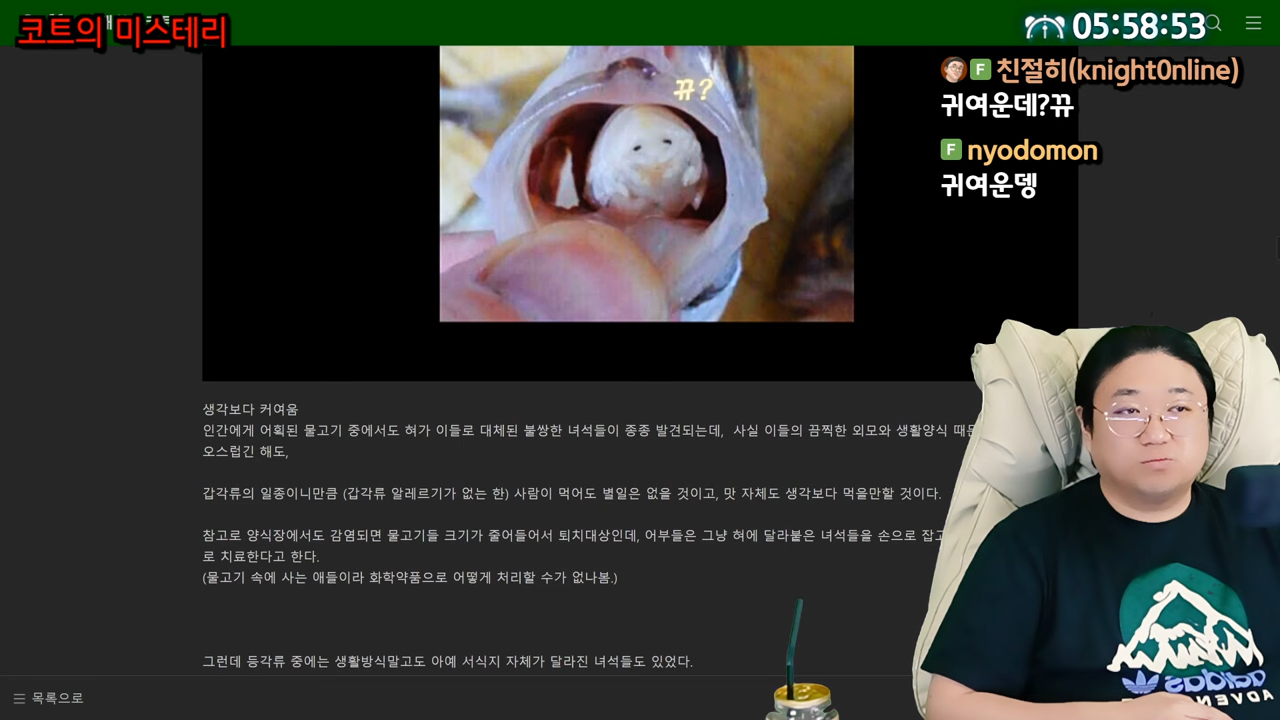 코트의 미스테리
05:58:53
F 친절히(knight0nline)
귀여운데?뀨
F nyodomon
귀여운뎅
뀨?
생각보다 커여움
인간에게 어획된 물고기 중에서도 혀가 이들로 대체된 불쌍한 녀석들이 종종 발견되는데, 사실 이들의 끔찍한 외모와 생활양식 때문
오스럽긴 해도,
갑각류의 일종이니만큼 (갑각류 알레르기가 없는 한) 사람이 먹어도 별일은 없을 것이고, 맛 자체도 생각보다 먹을만할 것이다.
참고로 양식장에서도 감염되면 물고기들 크기가 줄어들어서 퇴치대상인데, 어부들은 그냥 혀에 달라붙은 녀석들을 손으로 잡고
로 치료한다고 한다.
(물고기 속에 사는 애들이라 화학약품으로 어떻게 처리할 수가 없나봄.)
그런데 등각류 중에는 생활방식말고도 아예 서식지 자체가 달라진 녀석들도 있었다.
목록으로
adidas
ADVEN